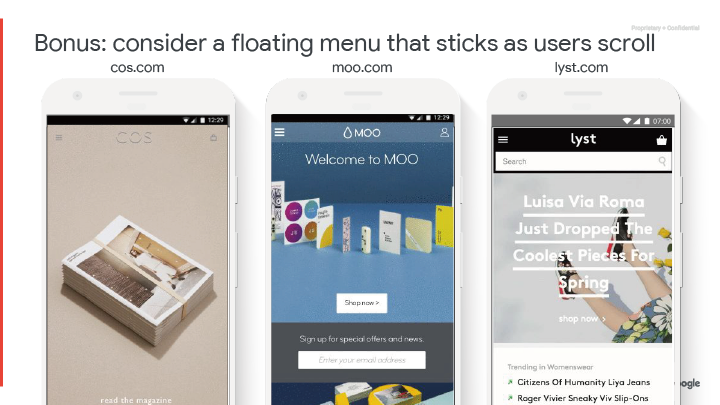 Proprietary + Confidential
Bonus: consider a floating menu that sticks as users scroll
cos.com
moo.com
lyst.com
12:29
COS
read the magazine
12:29
MOO
Welcome to MOO
Shop now >
Sign up for special offers and news.
Enter your email address
07:00
lyst
Search
Luisa Via Roma
Just Dropped The
Coolest Pieces For
Spring
shop now >
Trending in Womenswear
Citizens Of Humanity Liya Jeans
Roger Vivier Sneaky Viv Slip-Ons